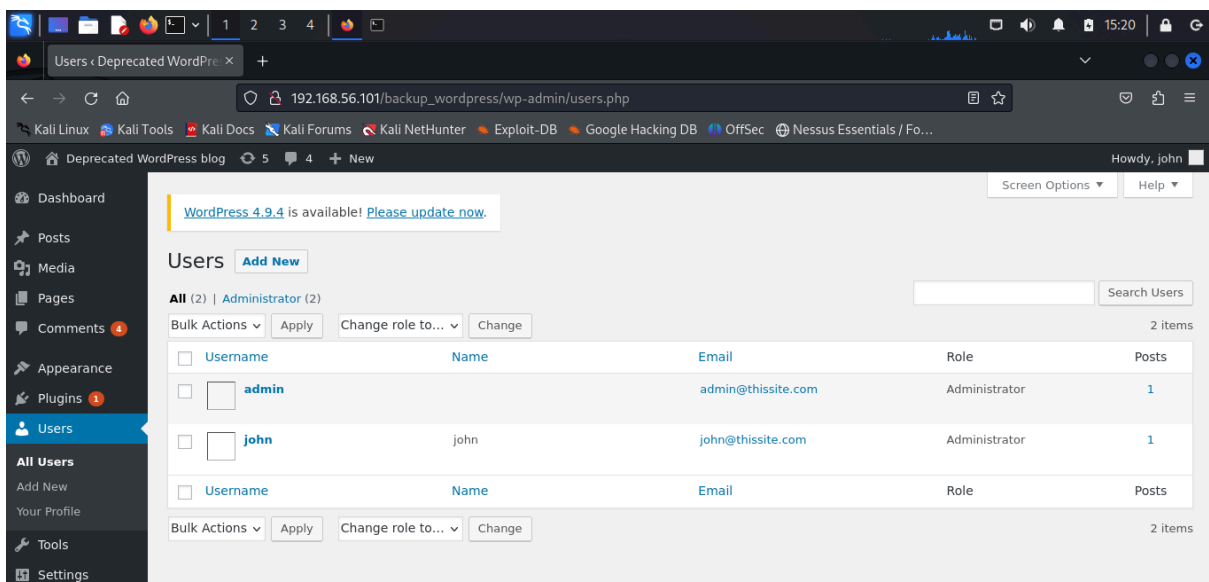 1 2 3 4 15:20
Users ‹ Deprecated WordPre
192.168.56.101/backup_wordpress/wp-admin/users.php
Kali Linux Kali Tools Kali Docs Kali Forums Kali NetHunter Exploit-DB Google Hacking DB OffSec Nessus Essentials / Fo...
Deprecated WordPress blog 5 4 + New Howdy, john
Screen Options Help
Dashboard
WordPress 4.9.4 is available! Please update now.
Posts
Media
Pages
Comments 4
Appearance
Plugins 1
Users
All Users
Add New
Your Profile
Tools
Settings
Users Add New
All (2) | Administrator (2)
Search Users
Bulk Actions Apply Change role to... Change 2 items
Username Name Email Role Posts
admin admin@thissite.com Administrator 1
john john john@thissite.com Administrator 1
Username Name Email Role Posts
Bulk Actions Apply Change role to... Change 2 items